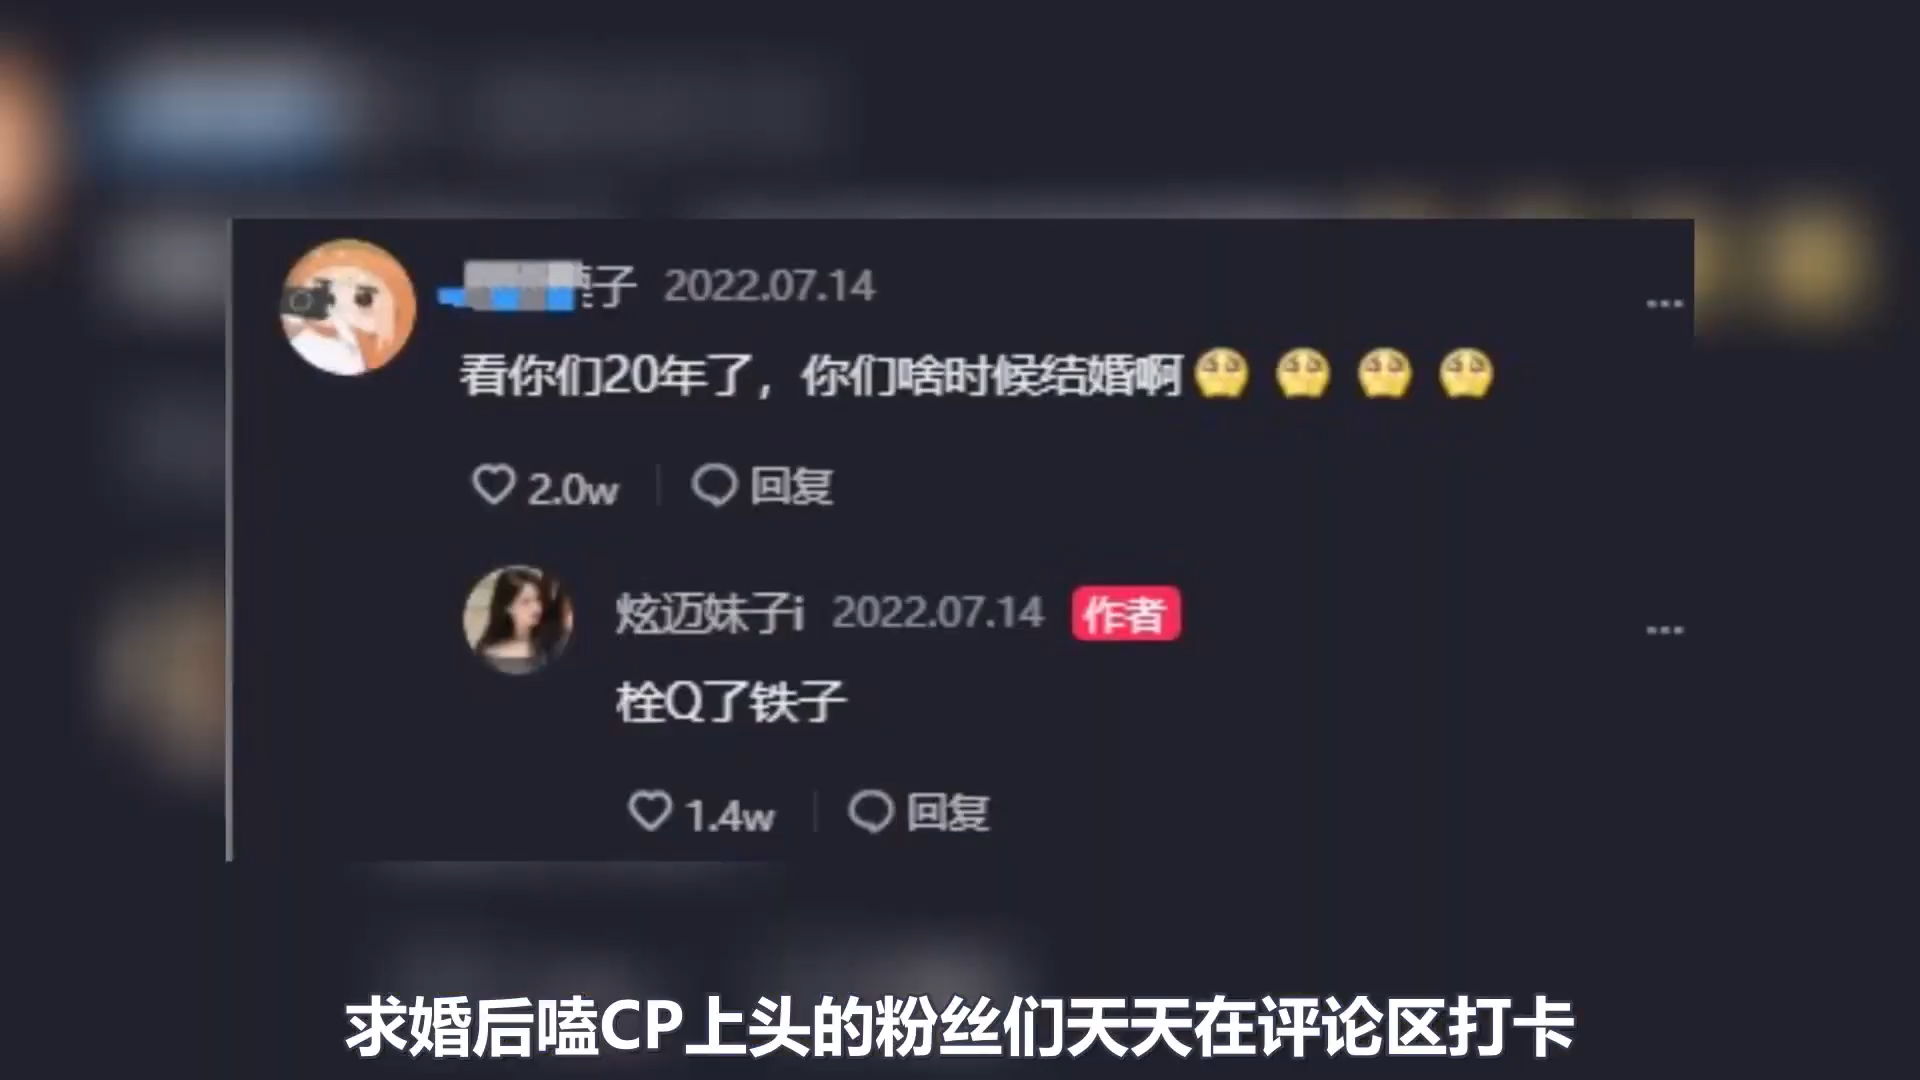 子 2022.07.14
看你们20年了，你们啥时候结婚啊
2.0w 回复
炫迈妹子i 2022.07.14 作者
栓Q了铁子
1.4w 回复
求婚后嗑CP上头的粉丝们天天在评论区打卡